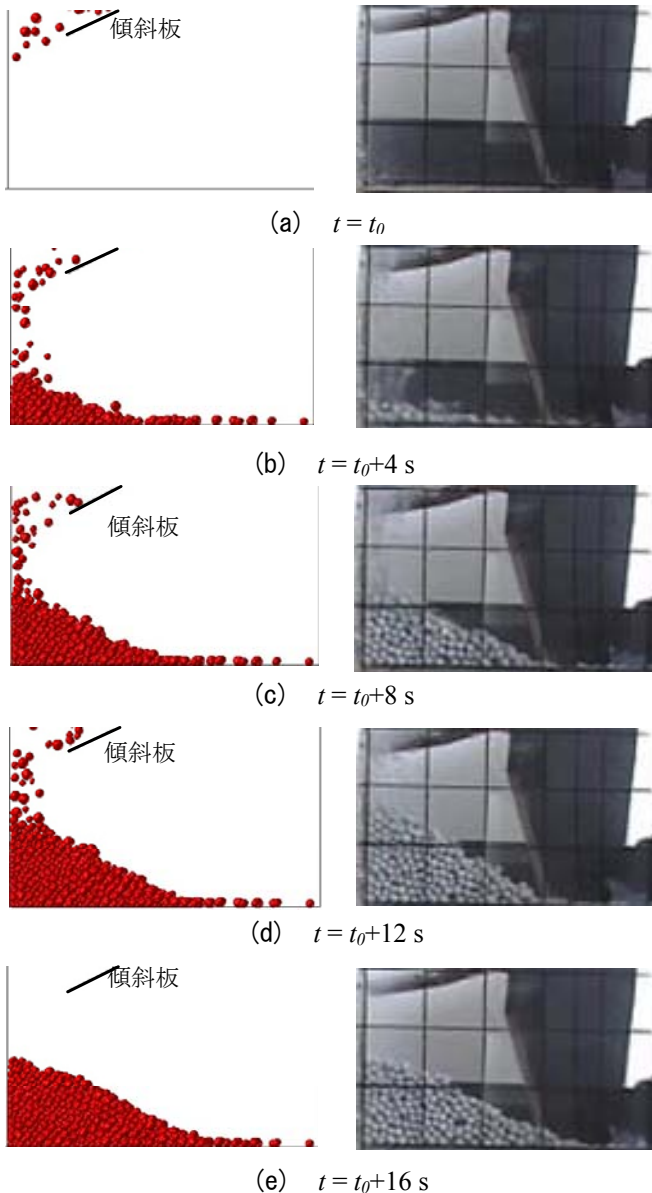 傾斜板
(a) t = t0
(b) t = t0+4 s
傾斜板
(c) t = t0+8 s
傾斜板
(d) t = t0+12 s
傾斜板
(e) t = t0+16 s